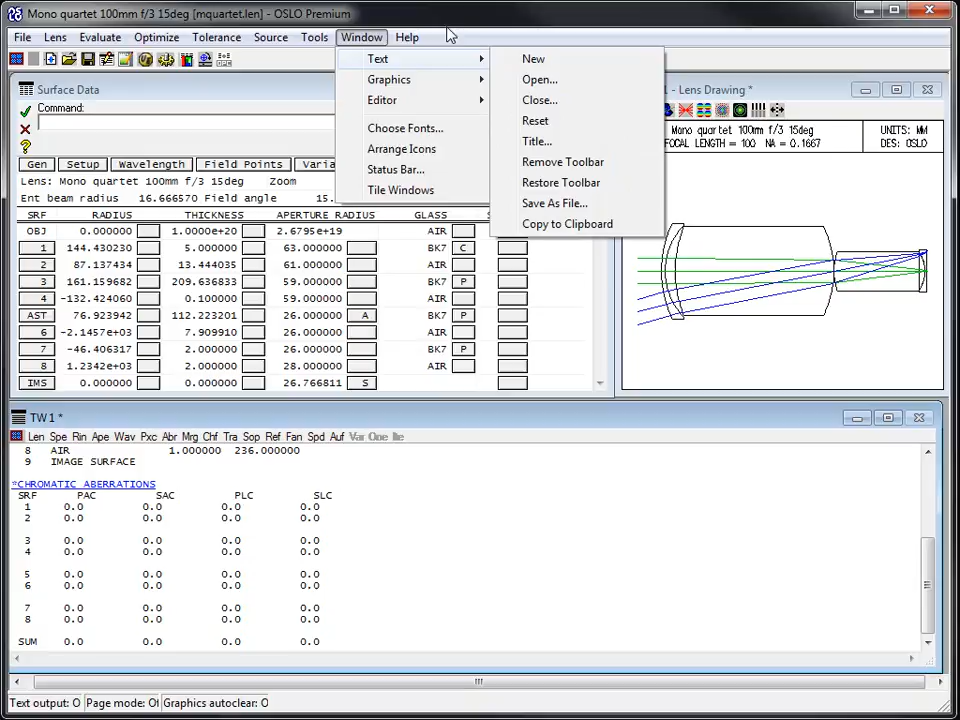 Mono quartet 100mm f/3 15deg [mquartet.len] - OSLO Premium
File Lens Evaluate Optimize Tolerance Source Tools Window Help
Text New
Graphics Open...
Editor Close...
Reset
Choose Fonts...
Arrange Icons Title...
Status Bar... Remove Toolbar
Tile Windows Restore Toolbar
Save As File...
Copy to Clipboard
Surface Data
Command:
Gen Setup Wavelength Field Points Varia
Lens: Mono quartet 100mm f/3 15deg Zoom
Ent beam radius 16.666570 Field angle 15.
SRF RADIUS THICKNESS APERTURE RADIUS GLASS S
OBJ 0.000000 1.0000e+20 2.6795e+19 AIR
1 144.430230 5.000000 63.000000 BK7 C
2 87.137434 13.444035 61.000000 AIR
3 161.159682 209.636833 59.000000 BK7 P
4 -132.424060 0.100000 59.000000 AIR
AST 76.923942 112.223201 26.000000 A BK7 P
6 -2.1457e+03 7.909910 26.000000 AIR
7 -46.406317 2.000000 26.000000 BK7 P
8 1.2342e+03 2.000000 28.000000 AIR
IMS 0.000000 0.000000 26.766811 S
1 - Lens Drawing *
Mono quartet 100mm f/3 15deg
FOCAL LENGTH = 100 NA = 0.1667
UNITS: MM
DES: OSLO
TW1 *
Len Spe Rin Ape Wav Pxc Abr Mrg Chf Tra Sop Ref Fan Spd Auf Var One Ite
8 AIR 1.000000 236.000000
9 IMAGE SURFACE
*CHROMATIC ABERRATIONS
SRF PAC SAC PLC SLC
1 0.0 0.0 0.0 0.0
2 0.0 0.0 0.0 0.0
3 0.0 0.0 0.0 0.0
4 0.0 0.0 0.0 0.0
5 0.0 0.0 0.0 0.0
6 0.0 0.0 0.0 0.0
7 0.0 0.0 0.0 0.0
8 0.0 0.0 0.0 0.0
SUM 0.0 0.0 0.0 0.0
Text output: O Page mode: Of Graphics autoclear: O